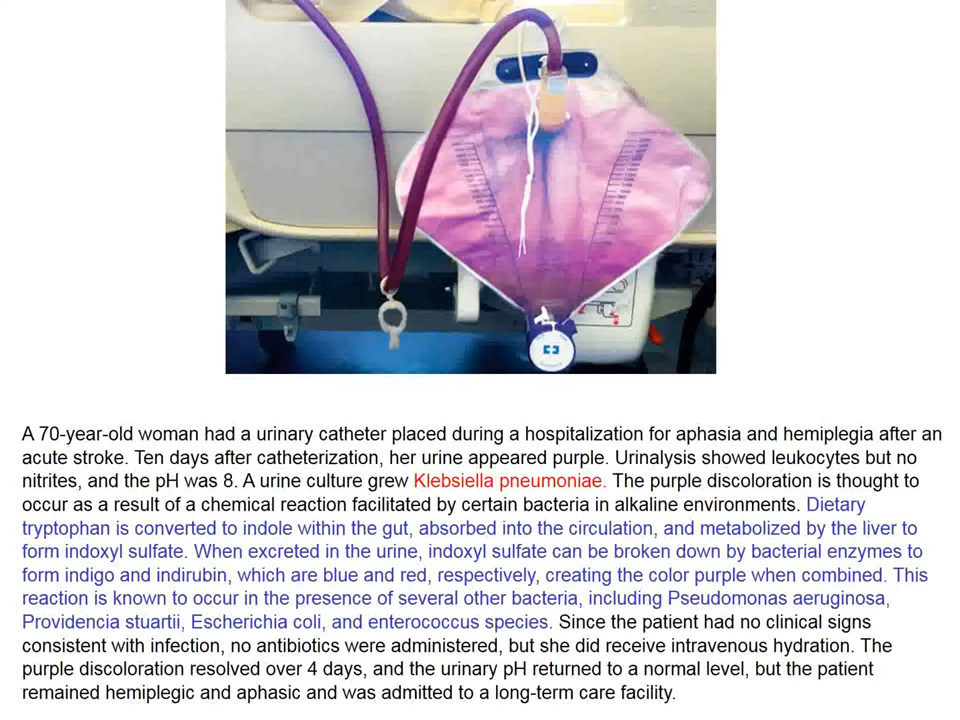 A 70-year-old woman had a urinary catheter placed during a hospitalization for aphasia and hemiplegia after an
acute stroke. Ten days after catheterization, her urine appeared purple. Urinalysis showed leukocytes but no
nitrites, and the pH was 8. A urine culture grew Klebsiella pneumoniae. The purple discoloration is thought to
occur as a result of a chemical reaction facilitated by certain bacteria in alkaline environments. Dietary
tryptophan is converted to indole within the gut, absorbed into the circulation, and metabolized by the liver to
form indoxyl sulfate. When excreted in the urine, indoxyl sulfate can be broken down by bacterial enzymes to
form indigo and indirubin, which are blue and red, respectively, creating the color purple when combined. This
reaction is known to occur in the presence of several other bacteria, including Pseudomonas aeruginosa,
Providencia stuartii, Escherichia coli, and enterococcus species. Since the patient had no clinical signs
consistent with infection, no antibiotics were administered, but she did receive intravenous hydration. The
purple discoloration resolved over 4 days, and the urinary pH returned to a normal level, but the patient
remained hemiplegic and aphasic and was admitted to a long-term care facility.